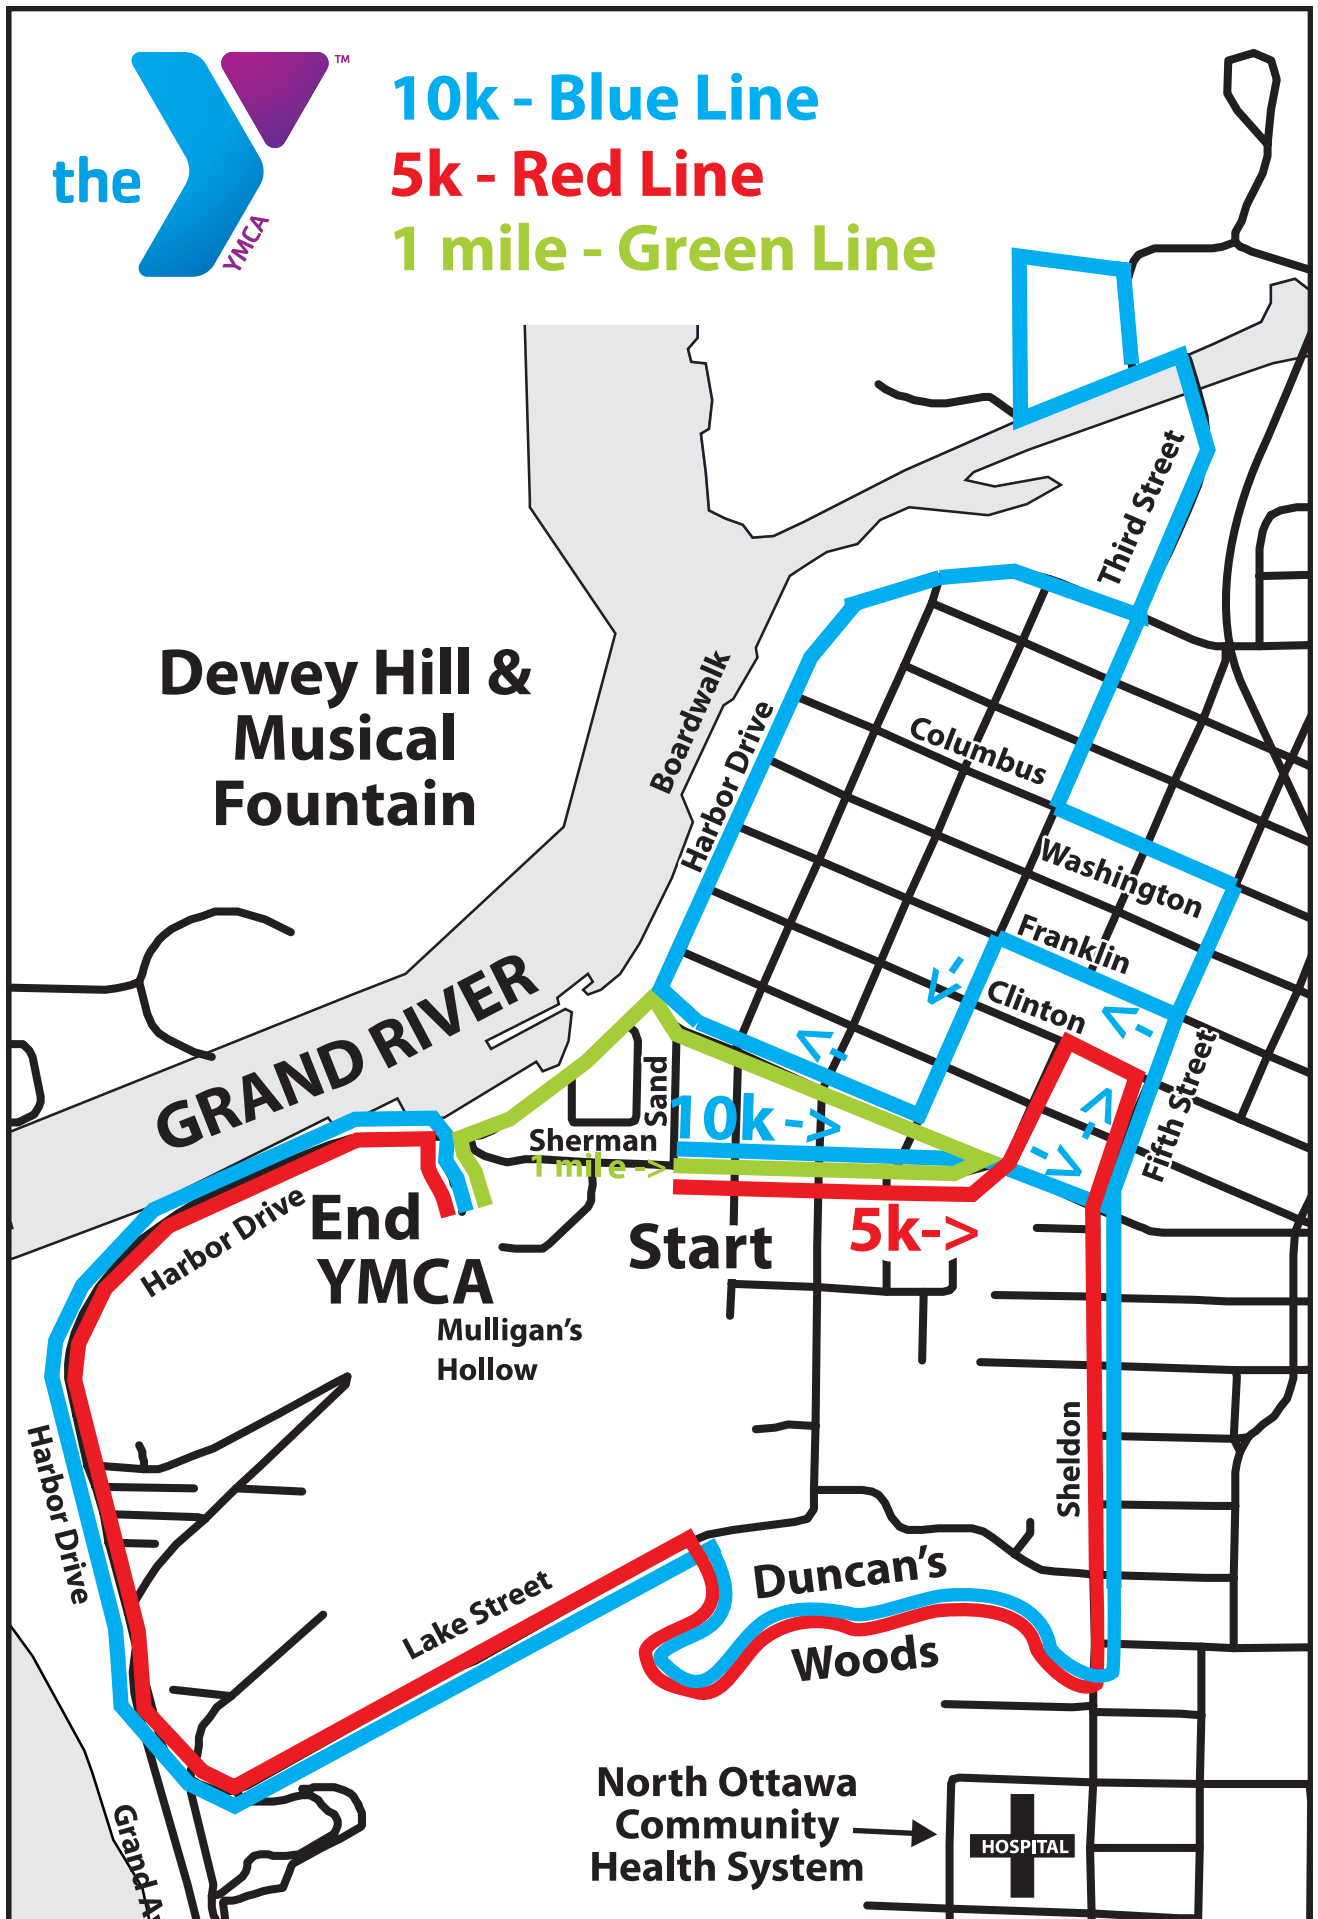 the
YMCA
TM
10k - Blue Line
5k - Red Line
1 mile - Green Line
Third Street
Dewey Hill &
Musical
Fountain
Boardwalk
Harbor Drive
Columbus
Washington
Franklin
Clinton
Fifth Street
GRAND RIVER
Sand
Sherman
10k ->
1 mile ->
5k->
Start
<-
<-
<-
->
->
End
YMCA
Mulligan's
Hollow
Harbor Drive
Harbor Drive
Sheldon
Lake Street
Duncan's
Woods
North Ottawa
Community
Health System
HOSPITAL
Grand Av